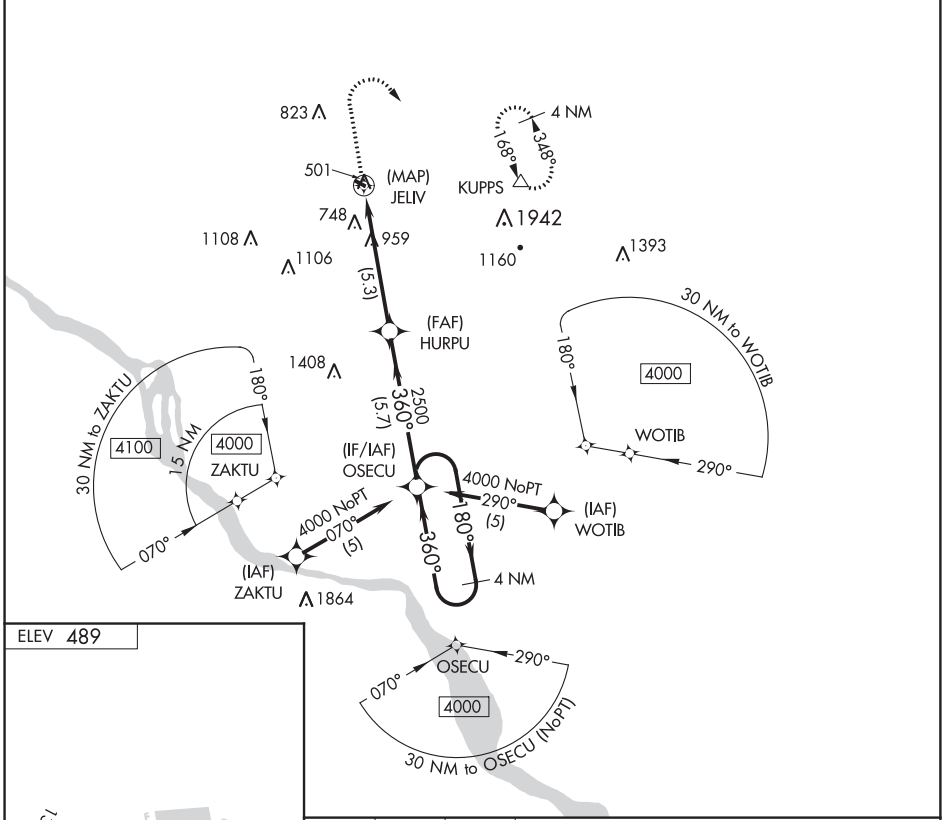 823
4 NM
168°
348°
501
(MAP)
JELIV
KUPPS
748
1942
1108
959
1106
1160
1393
(5.3)
30 NM to WOTIB
(FAF)
HURPU
180°
4000
1408
180°
2500
360°
(5.7)
30 NM to ZAKTU
4100
15 NM
4000
ZAKTU
(IF/IAF)
OSECU
WOTIB
290°
4000 NoPT
290°
(5)
180°
(IAF)
WOTIB
4000 NoPT
070°
(5)
070°
360°
(IAF)
ZAKTU
4 NM
1864
ELEV 489
OSECU
290°
070°
4000
30 NM to OSECU (NoPT)